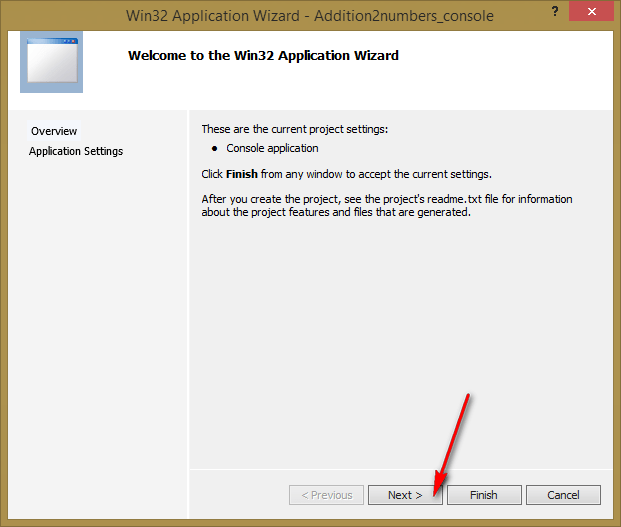 Win32 Application Wizard - Addition2numbers_console
?
Welcome to the Win32 Application Wizard
Overview
Application Settings
These are the current project settings:
• Console application
Click Finish from any window to accept the current settings.
After you create the project, see the project's readme.txt file for information
about the project features and files that are generated.
< Previous
Next >
Finish
Cancel